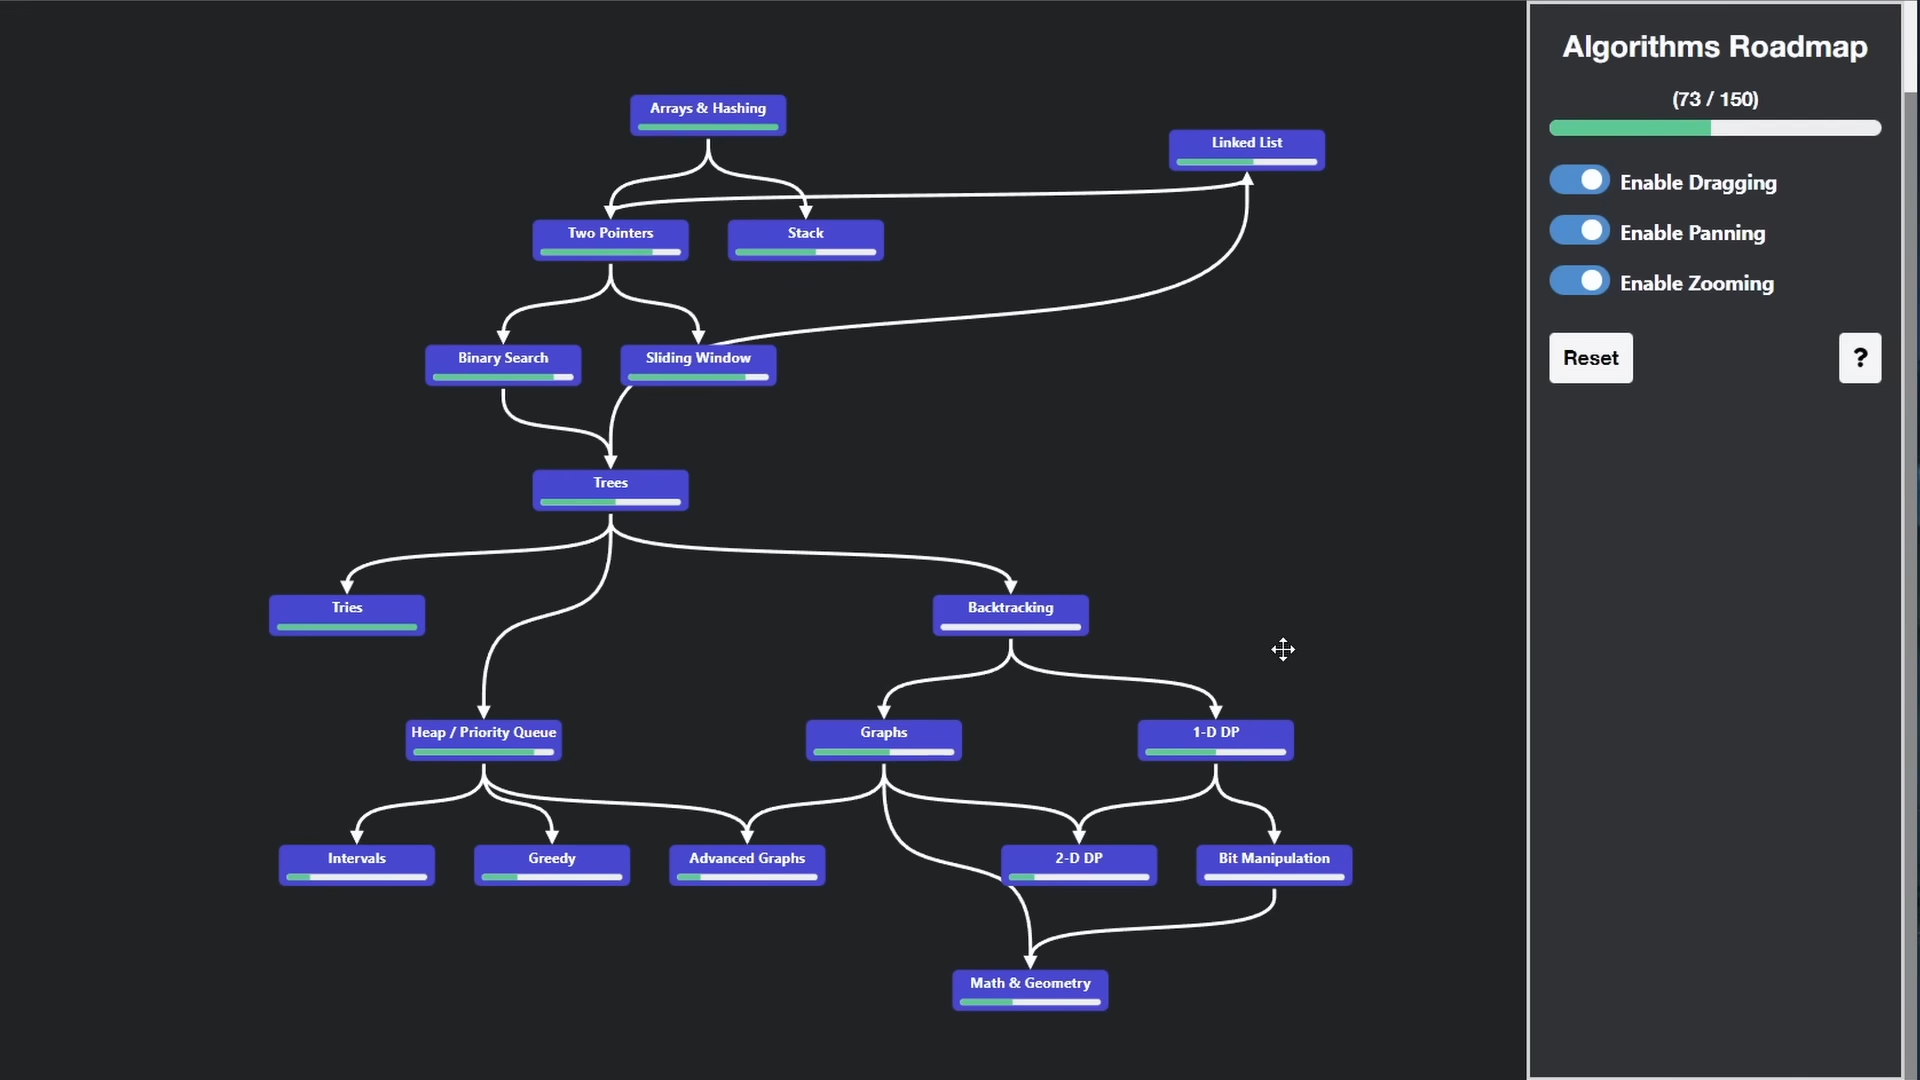 Algorithms Roadmap
(73 / 150)
Enable Dragging
Enable Panning
Enable Zooming
Reset
?
Arrays & Hashing
Linked List
Two Pointers
Stack
Binary Search
Sliding Window
Trees
Tries
Backtracking
Heap / Priority Queue
Graphs
1-D DP
Intervals
Greedy
Advanced Graphs
2-D DP
Bit Manipulation
Math & Geometry